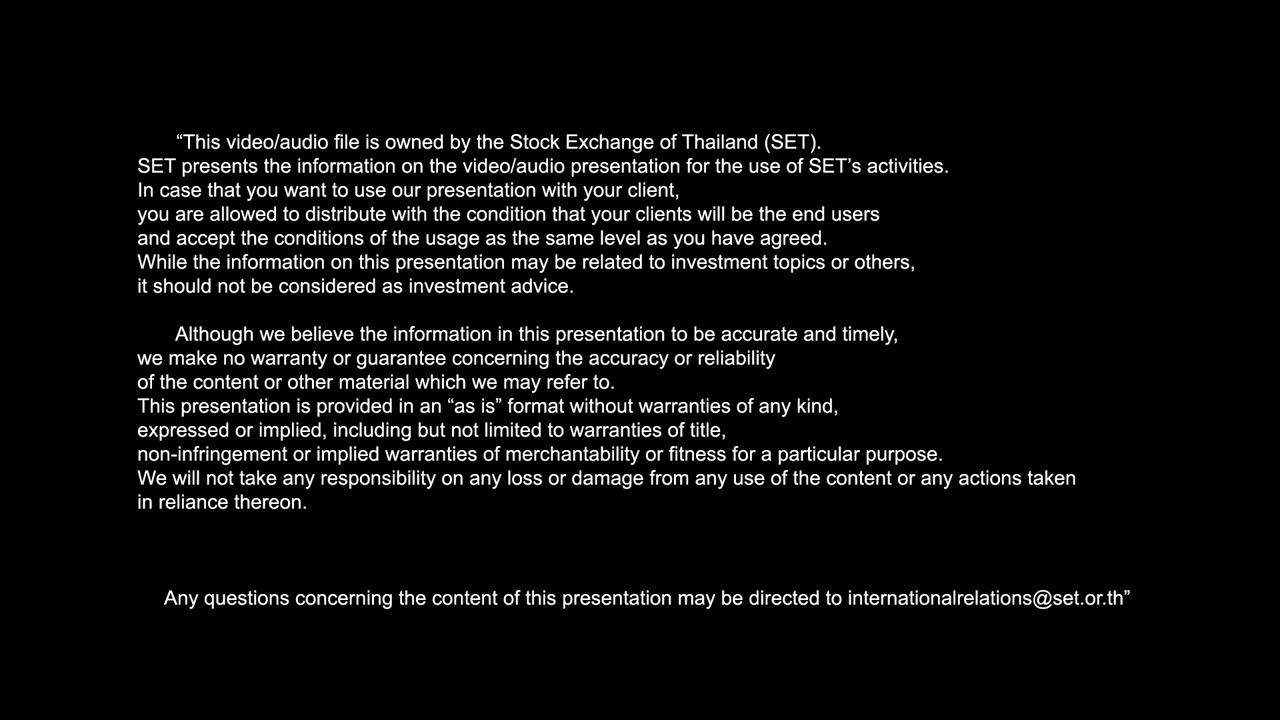 “This video/audio file is owned by the Stock Exchange of Thailand (SET).
SET presents the information on the video/audio presentation for the use of SET’s activities.
In case that you want to use our presentation with your client,
you are allowed to distribute with the condition that your clients will be the end users
and accept the conditions of the usage as the same level as you have agreed.
While the information on this presentation may be related to investment topics or others,
it should not be considered as investment advice.
Although we believe the information in this presentation to be accurate and timely,
we make no warranty or guarantee concerning the accuracy or reliability
of the content or other material which we may refer to.
This presentation is provided in an “as is” format without warranties of any kind,
expressed or implied, including but not limited to warranties of title,
non-infringement or implied warranties of merchantability or fitness for a particular purpose.
We will not take any responsibility on any loss or damage from any use of the content or any actions taken
in reliance thereon.
Any questions concerning the content of this presentation may be directed to internationalrelations@set.or.th”